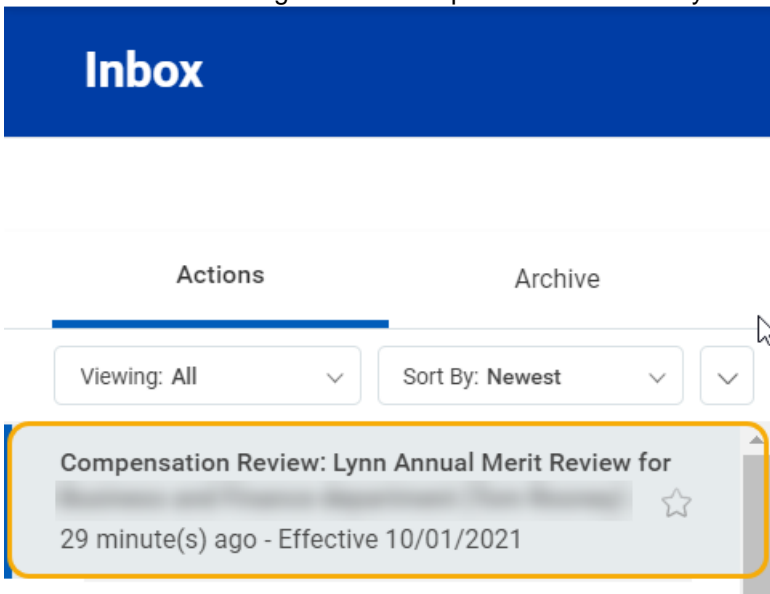 Inbox
Actions Archive
Viewing: All Sort By: Newest
Compensation Review: Lynn Annual Merit Review for
29 minute(s) ago - Effective 10/01/2021